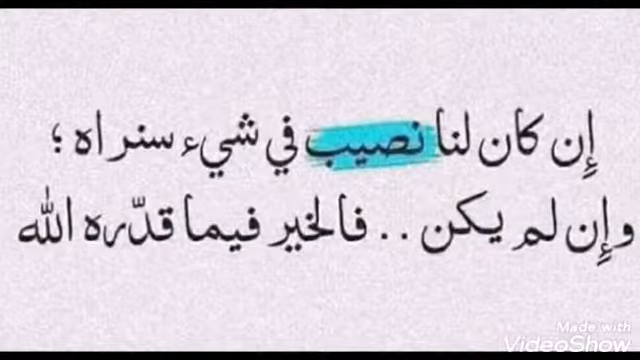 إن كان لنا نصيب في شيء سنراه ؛
وإن لم يكن . . فالخير فيما قدّره الله
Made with
VideoShow